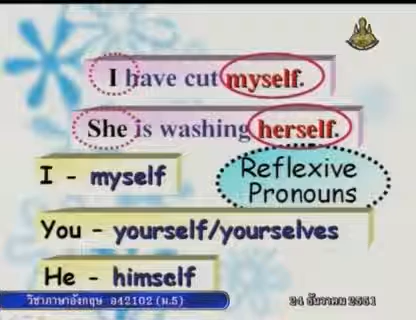 I have cut myself.
She is washing herself.
I - myself
Reflexive
Pronouns
You - yourself/yourselves
He - himself
วิชาภาษาอังกฤษ อ42102 (ม.5)
24 ธันวาคม 2551